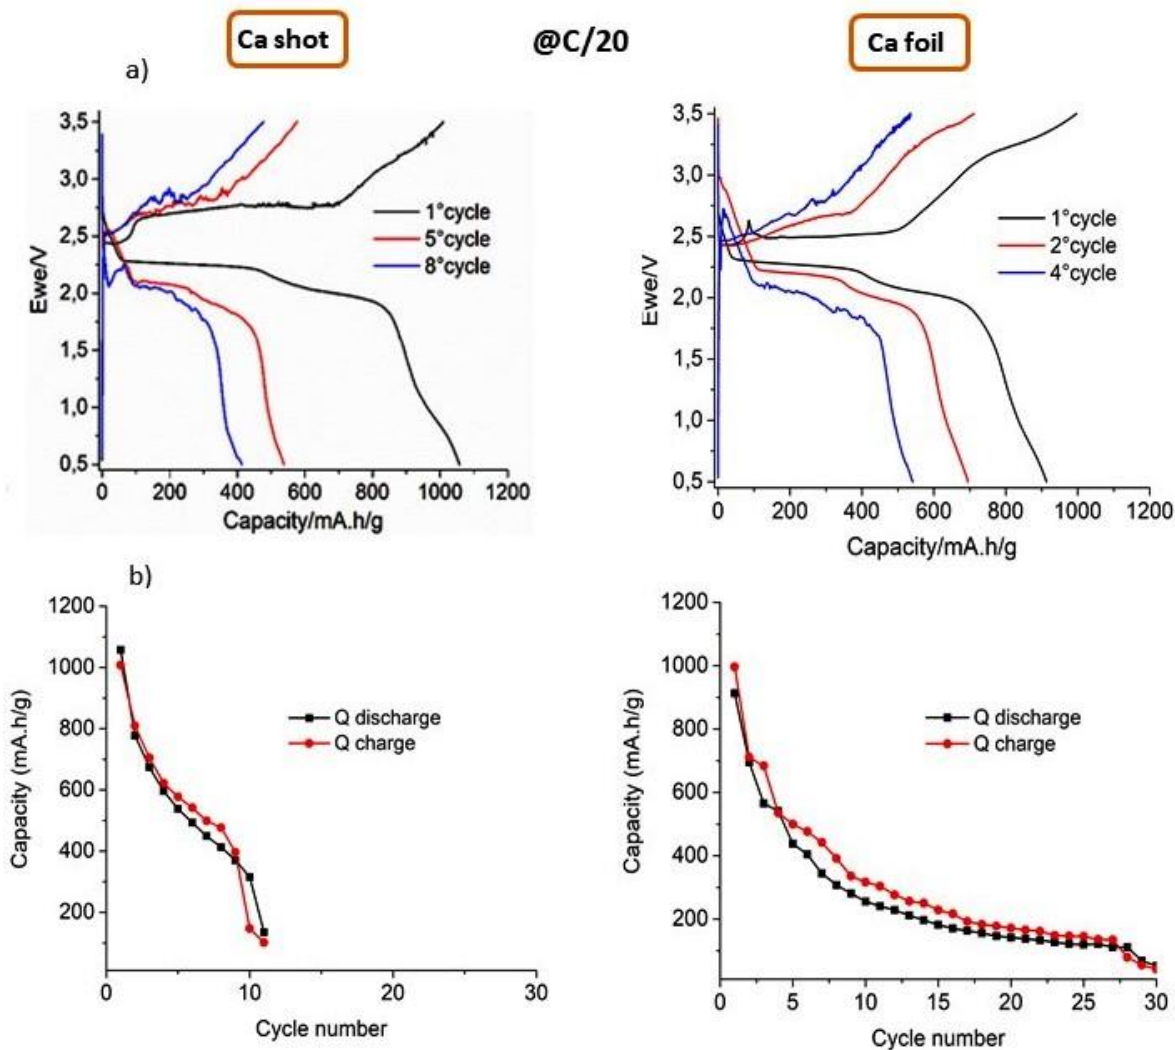 Ca shot
@C/20
Ca foil
a)
3,5
3,0
2,5
2,0
1,5
1,0
0,5
Ewe/V
1°cycle
5°cycle
8°cycle
0 200 400 600 800 1000 1200
Capacity/mA.h/g
3,5
3,0
2,5
2,0
1,5
1,0
0,5
Ewe/V
1°cycle
2°cycle
4°cycle
0 200 400 600 800 1000 1200
Capacity/mA.h/g
b)
1200
1000
800
600
400
200
Capacity (mA.h/g)
Q discharge
Q charge
0 10 20 30
Cycle number
1200
1000
800
600
400
200
Capacity (mA.h/g)
Q discharge
Q charge
0 5 10 15 20 25 30
Cycle number